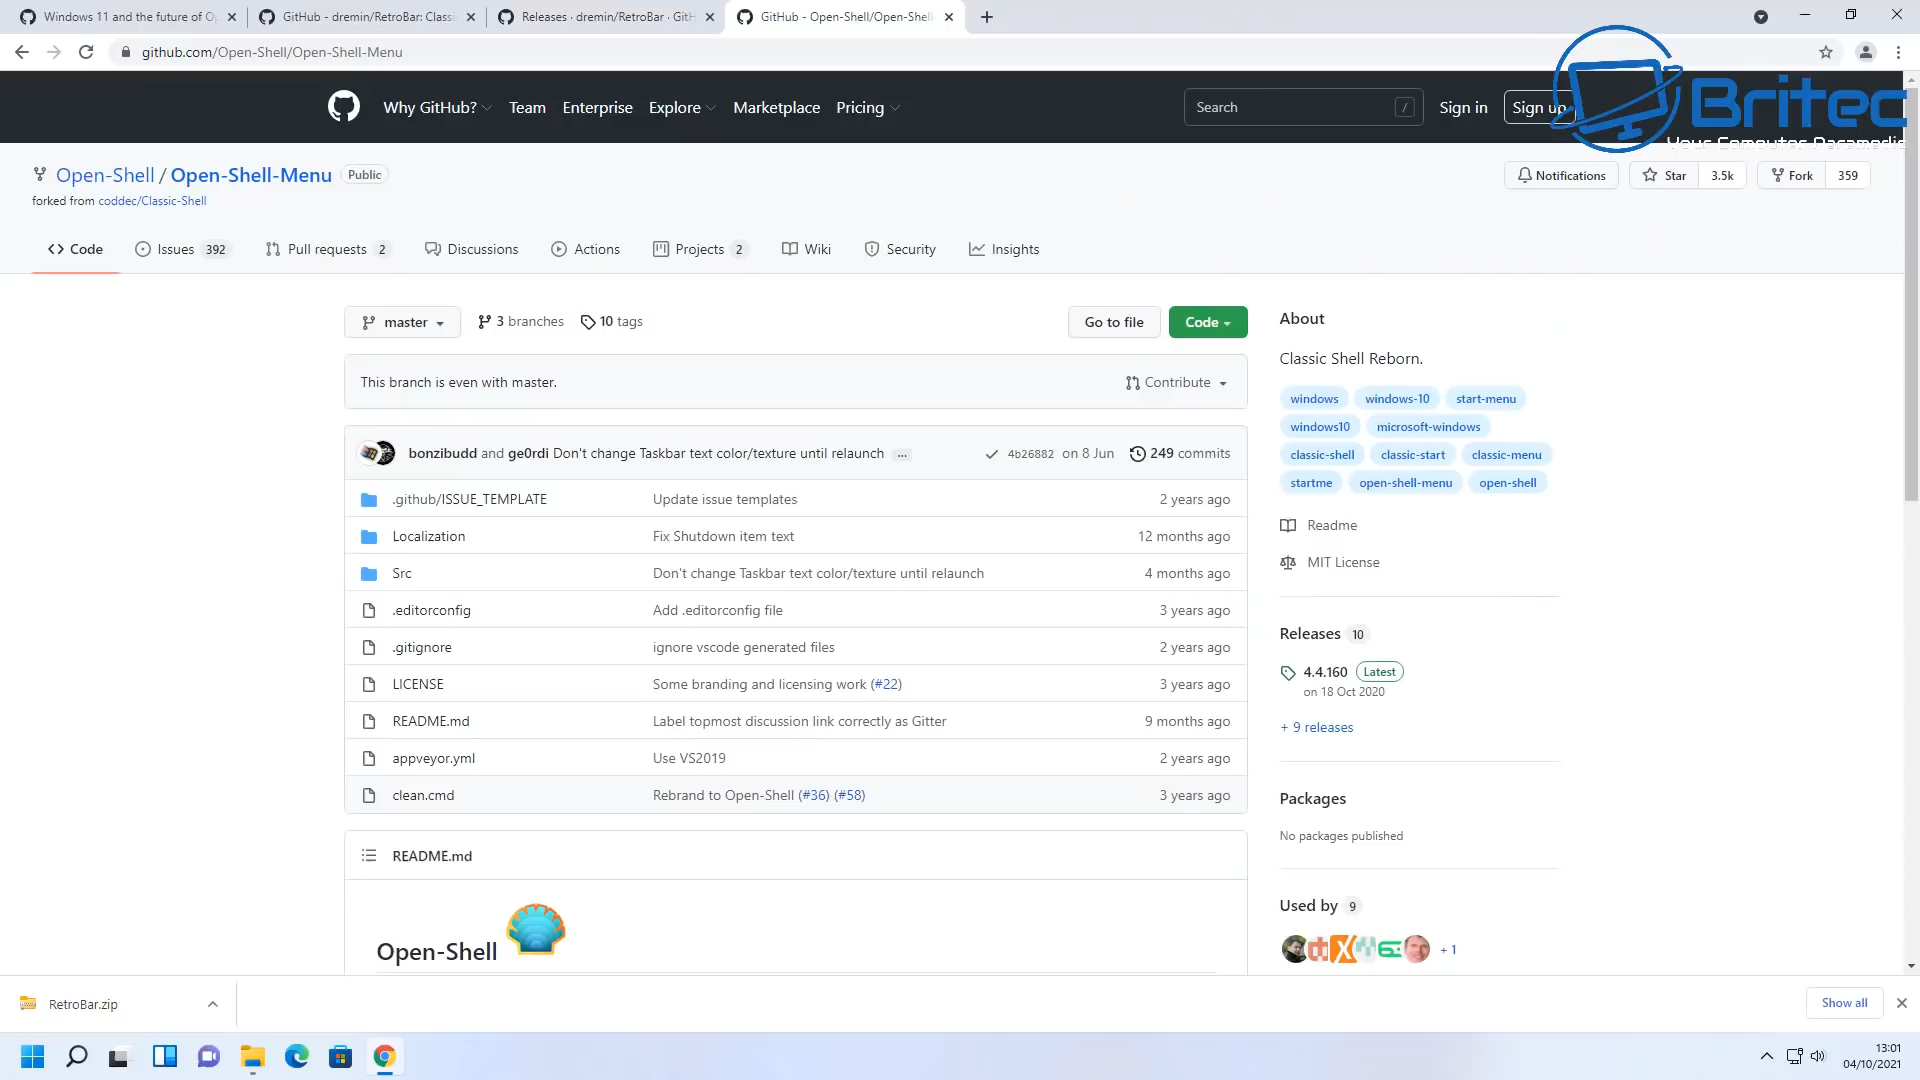 Windows 11 and the future of Op
GitHub - dremin/RetroBar: Classi
Releases · dremin/RetroBar · GitH
GitHub - Open-Shell/Open-Shell
github.com/Open-Shell/Open-Shell-Menu
Why GitHub?
Team
Enterprise
Explore
Marketplace
Pricing
Search
/
Sign in
Sign up
Britec
Your Computer Paramedic
Open-Shell / Open-Shell-Menu
Public
forked from coddec/Classic-Shell
Notifications
Star
3.5k
Fork
359
Code
Issues 392
Pull requests 2
Discussions
Actions
Projects 2
Wiki
Security
Insights
master
3 branches
10 tags
Go to file
Code
This branch is even with master.
Contribute
bonzibudd and ge0rdi Don't change Taskbar text color/texture until relaunch ...
4b26882 on 8 Jun
249 commits
.github/ISSUE_TEMPLATE
Update issue templates
2 years ago
Localization
Fix Shutdown item text
12 months ago
Src
Don't change Taskbar text color/texture until relaunch
4 months ago
.editorconfig
Add .editorconfig file
3 years ago
.gitignore
ignore vscode generated files
2 years ago
LICENSE
Some branding and licensing work (#22)
3 years ago
README.md
Label topmost discussion link correctly as Gitter
9 months ago
appveyor.yml
Use VS2019
2 years ago
clean.cmd
Rebrand to Open-Shell (#36) (#58)
3 years ago
README.md
Open-Shell
About
Classic Shell Reborn.
windows
windows-10
start-menu
windows10
microsoft-windows
classic-shell
classic-start
classic-menu
startme
open-shell-menu
open-shell
Readme
MIT License
Releases 10
4.4.160
Latest
on 18 Oct 2020
+ 9 releases
Packages
No packages published
Used by 9
+ 1
RetroBar.zip
Show all
13:01
04/10/2021